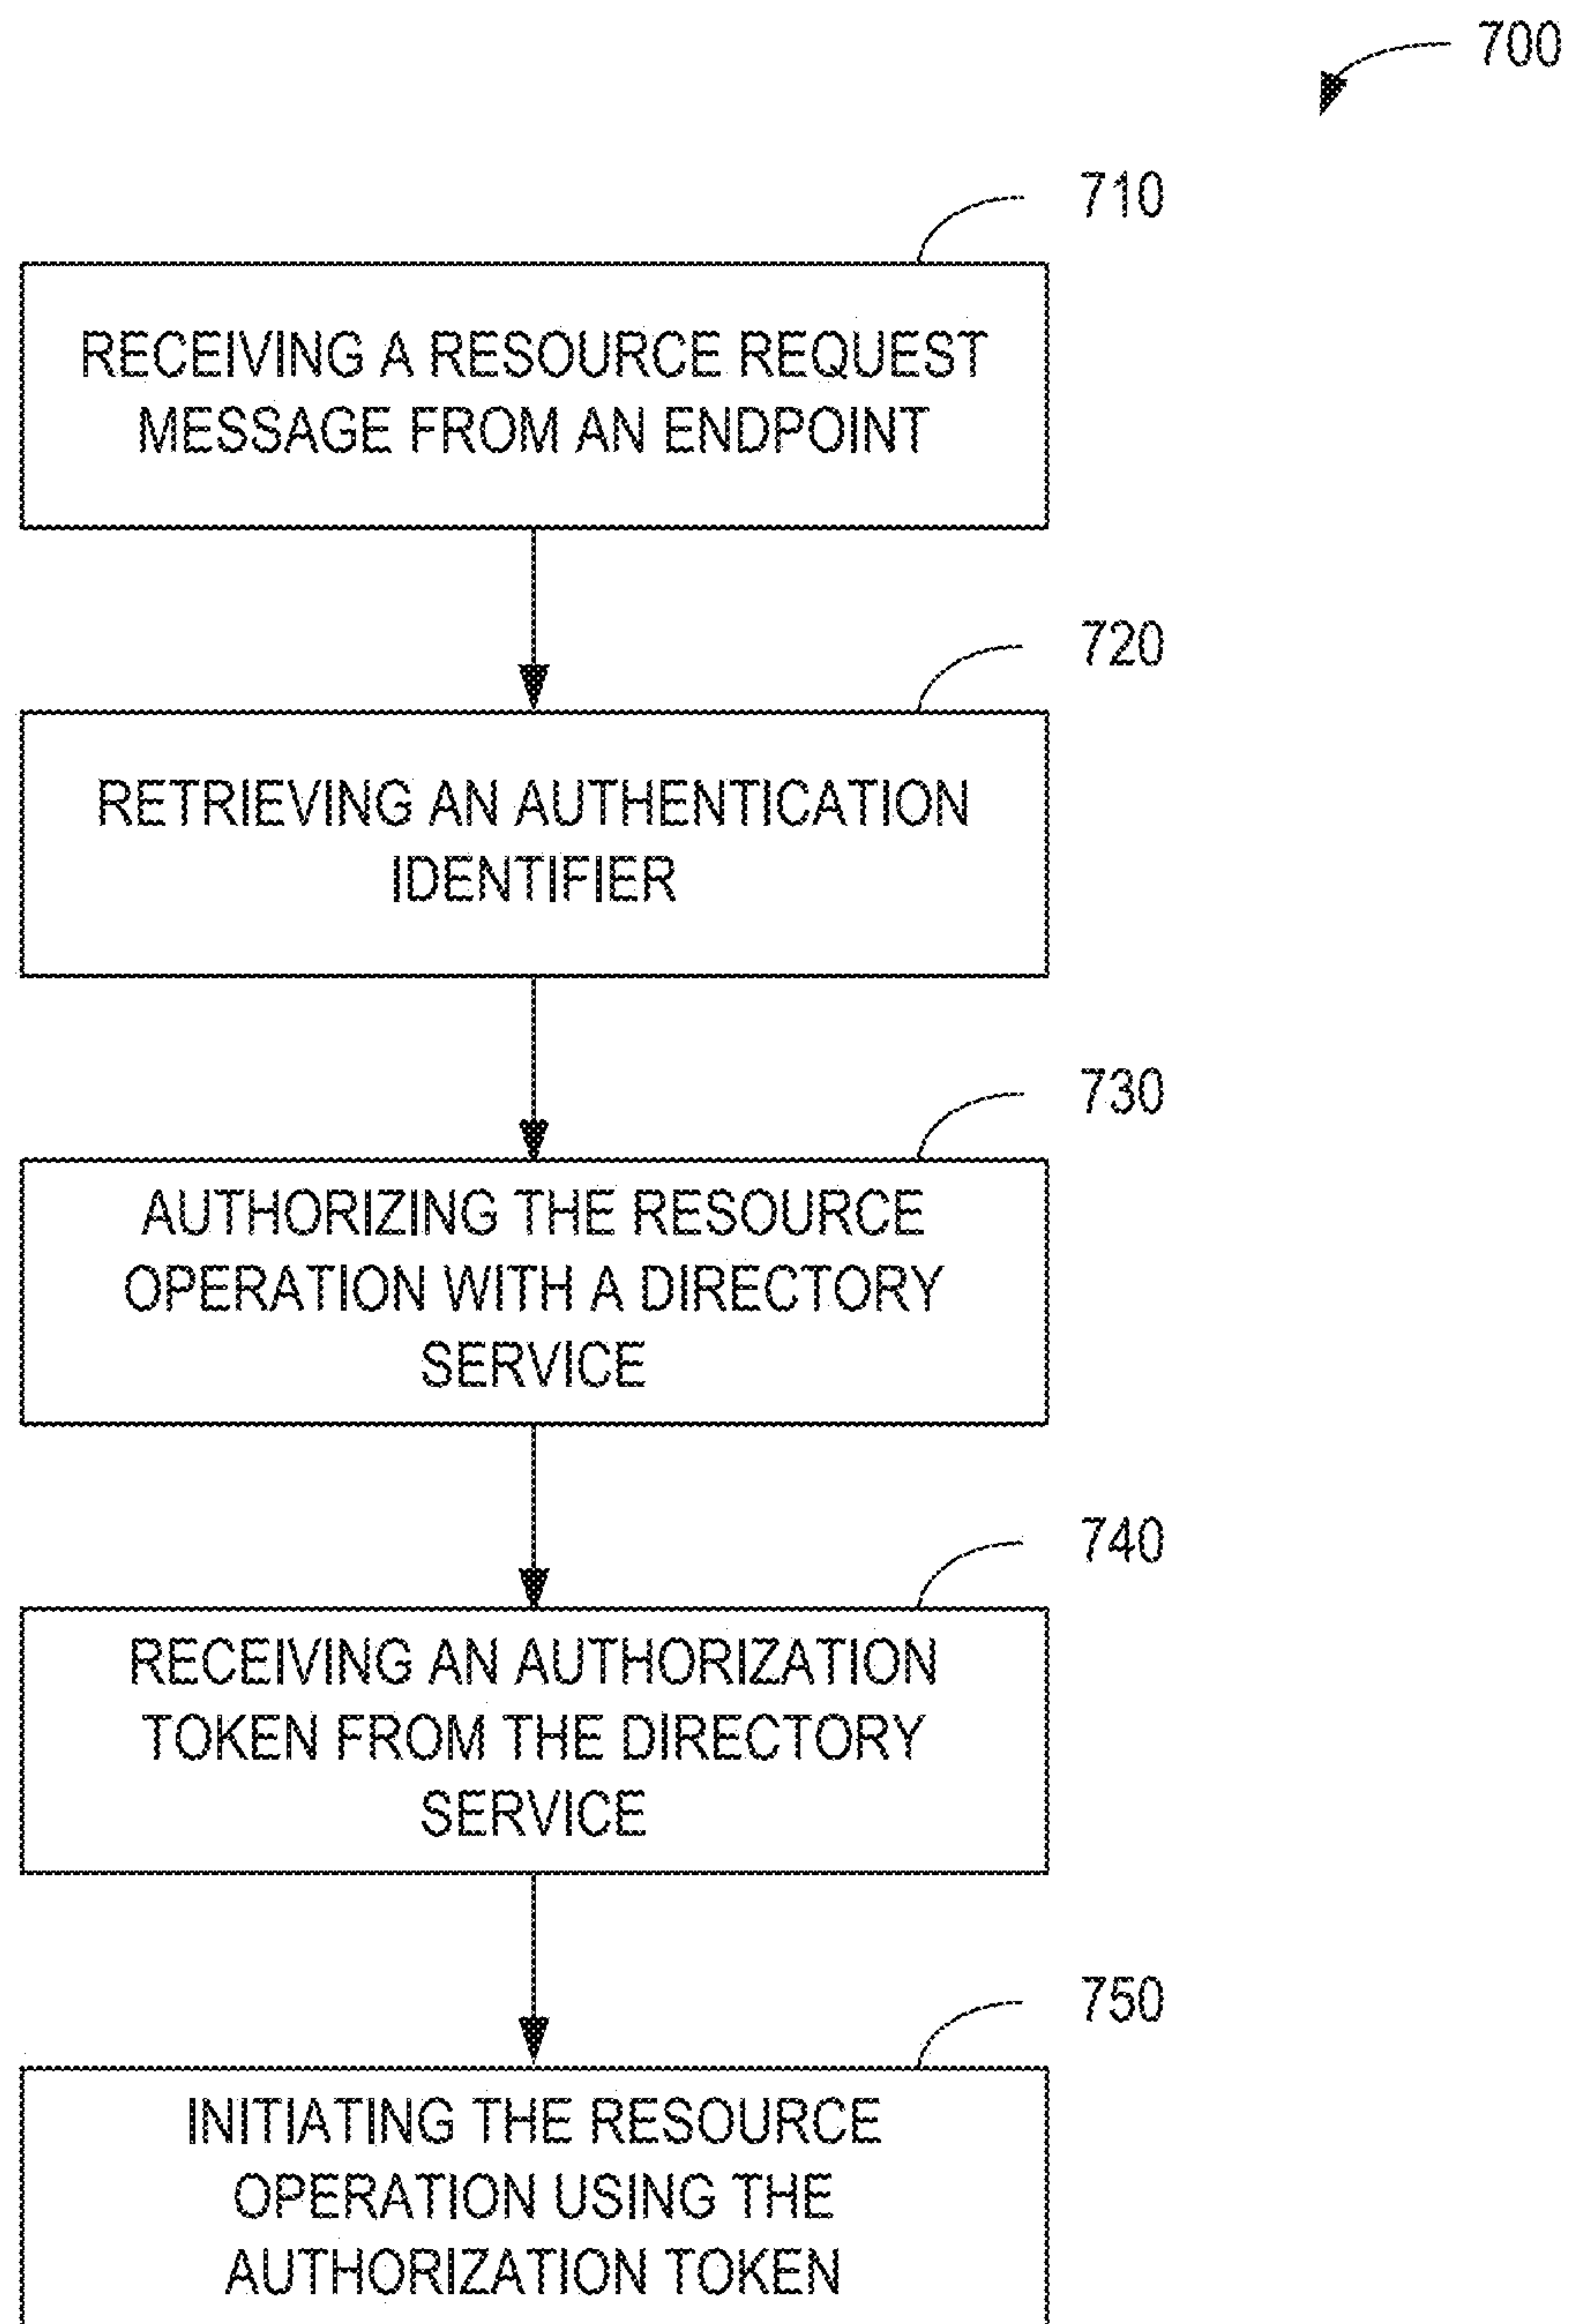 700
710
RECEIVING A RESOURCE REQUEST
MESSAGE FROM AN ENDPOINT
720
RETRIEVING AN AUTHENTICATION
IDENTIFIER
730
AUTHORIZING THE RESOURCE
OPERATION WITH A DIRECTORY
SERVICE
740
RECEIVING AN AUTHORIZATION
TOKEN FROM THE DIRECTORY
SERVICE
750
INITIATING THE RESOURCE
OPERATION USING THE
AUTHORIZATION TOKEN